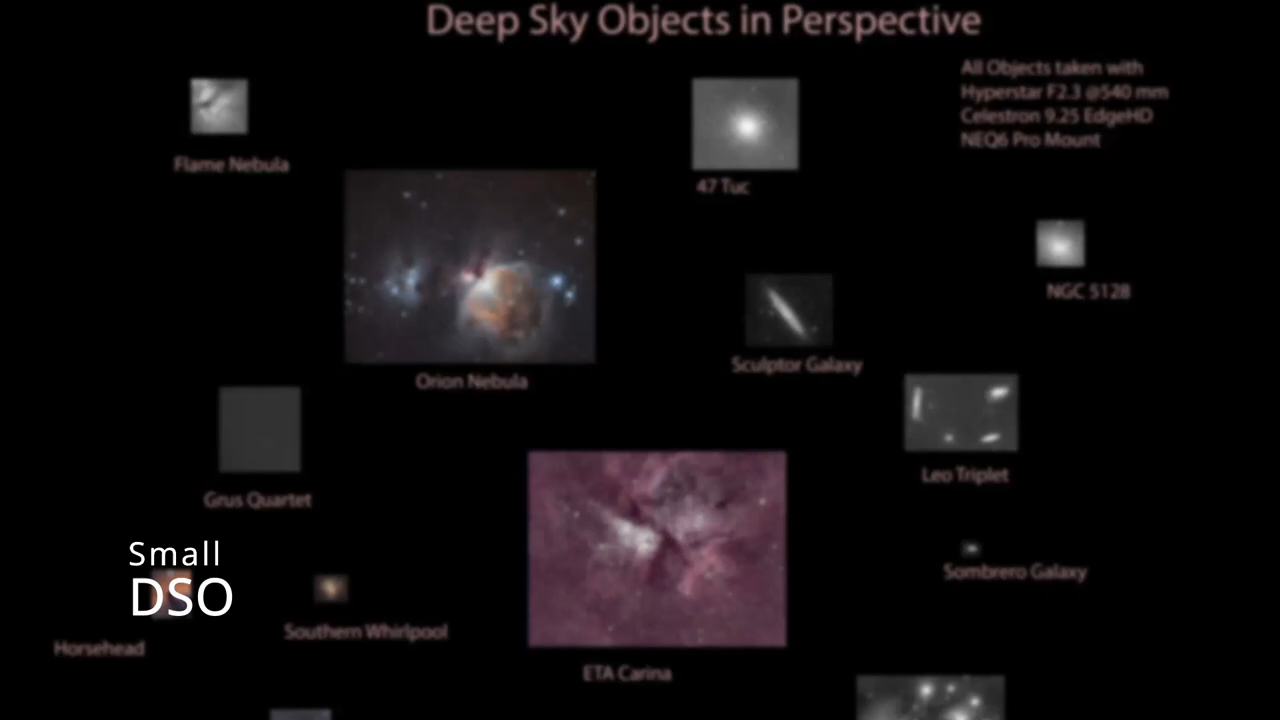 Deep Sky Objects in Perspective
All Objects taken with
Hyperstar F2.3 @540 mm
Celestron 9.25 EdgeHD
NEQ6 Pro Mount
Flame Nebula
47 Tuc
NGC 5128
Sculptor Galaxy
Orion Nebula
Leo Triplet
Grus Quartet
Small
DSO
Sombrero Galaxy
Southern Whirlpool
Horsehead
ETA Carina